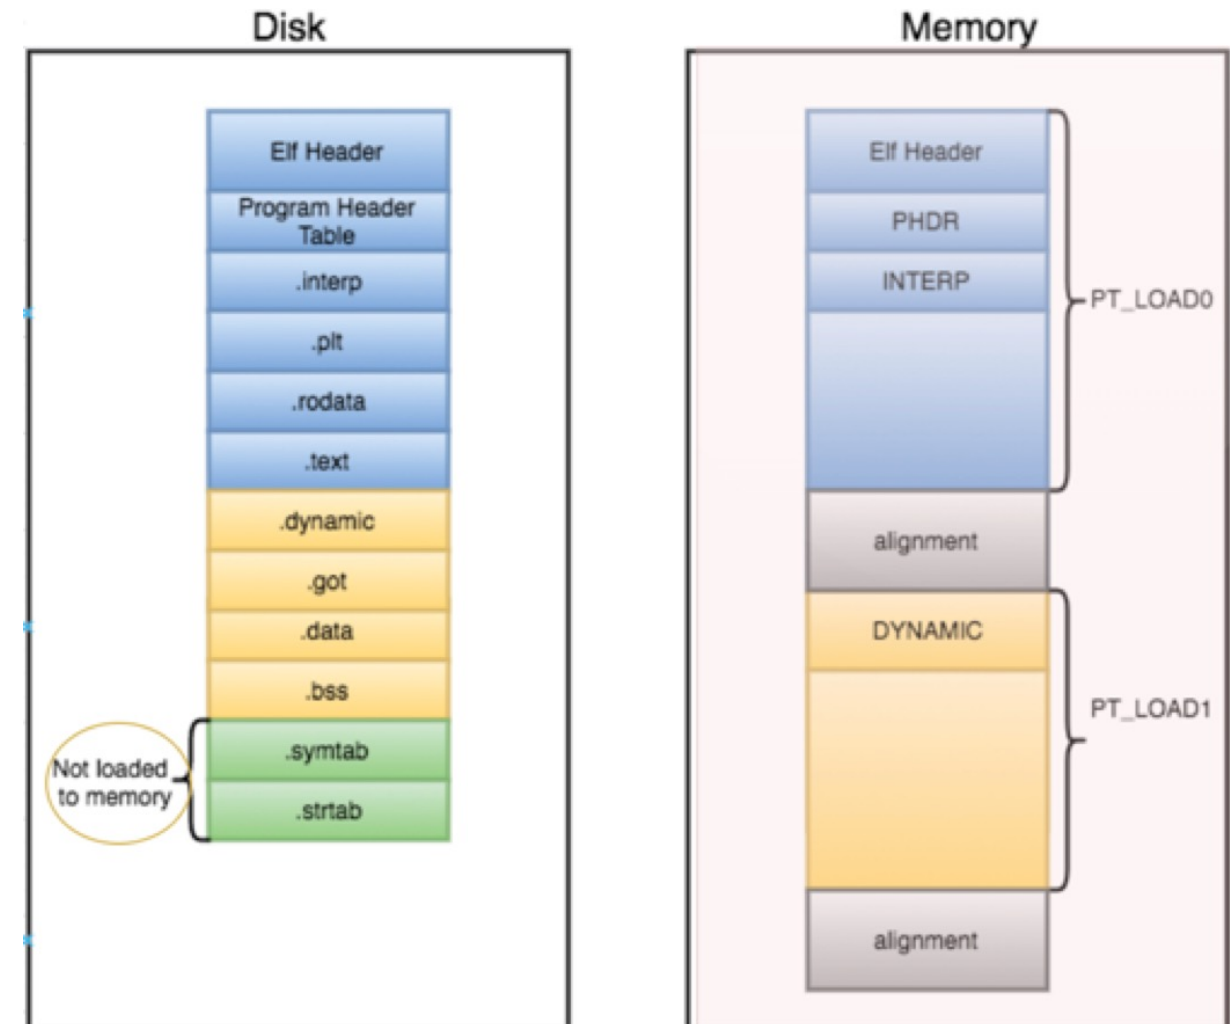 Disk
Elf Header
Program Header
Table
.interp
.plt
.rodata
.text
.dynamic
.got
.data
.bss
.symtab
.strtab
Not loaded
to memory
Memory
Elf Header
PHDR
INTERP
PT_LOAD0
alignment
DYNAMIC
PT_LOAD1
alignment